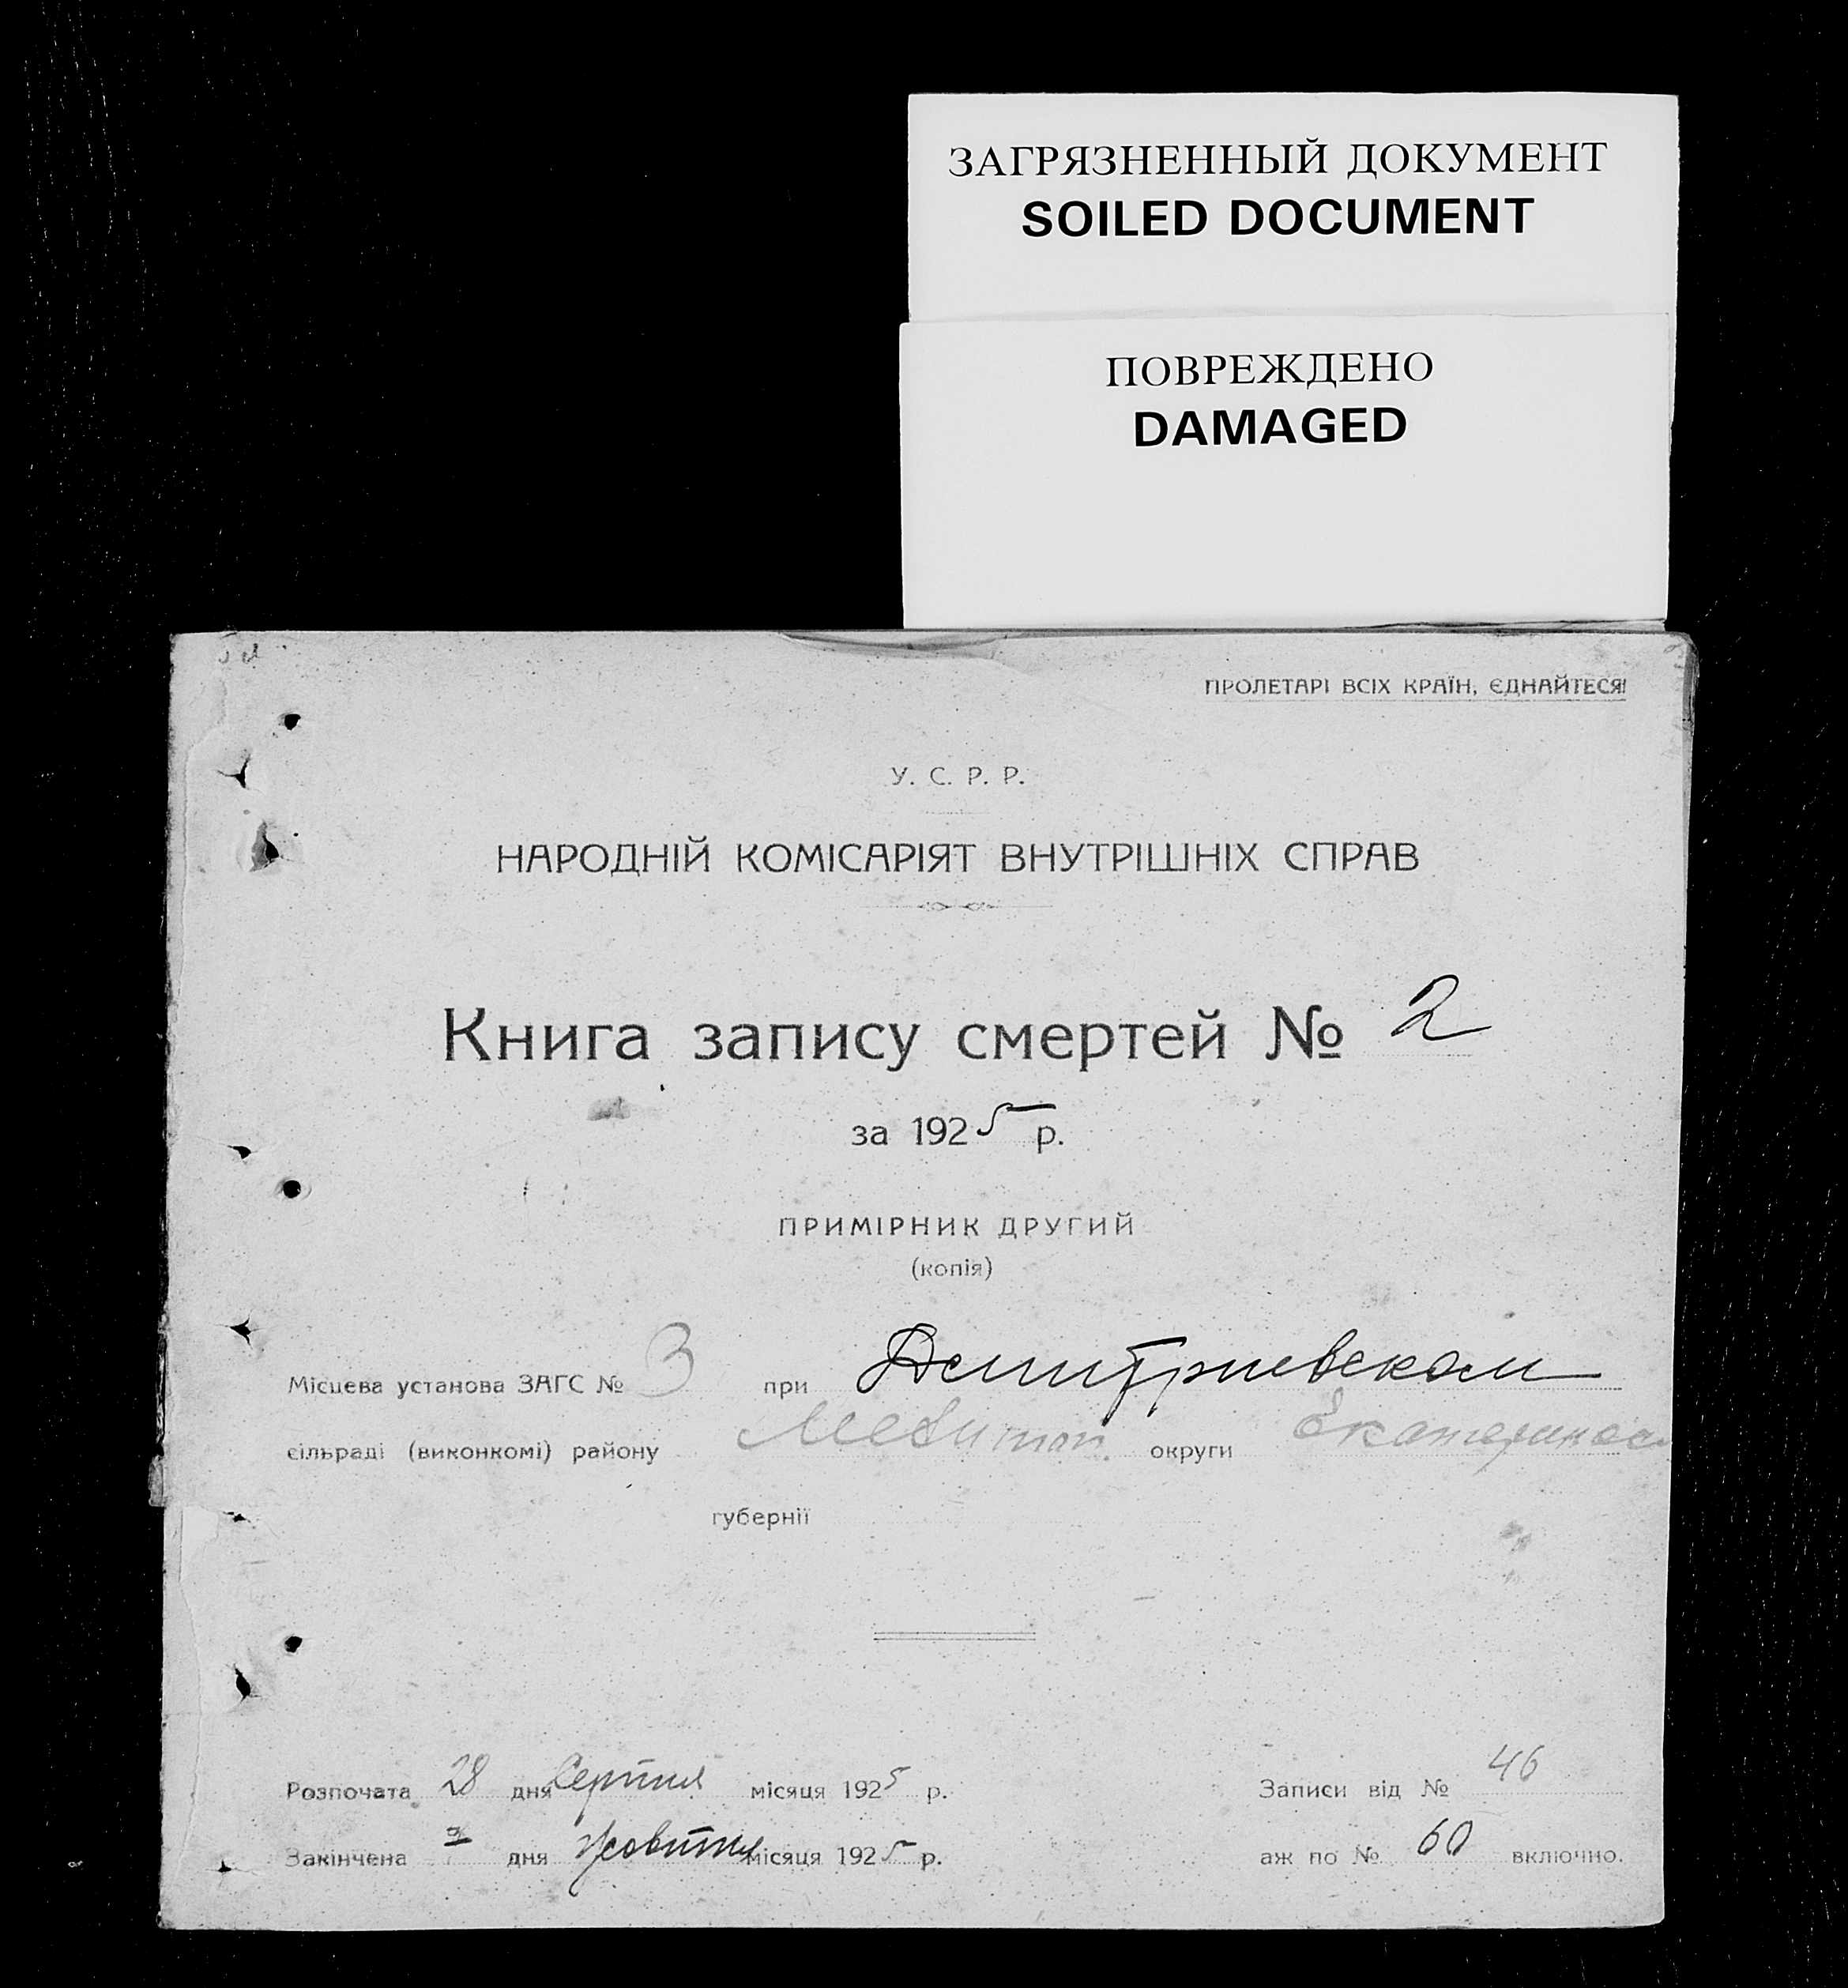 ЗАГРЯЗНЕННЫЙ ДОКУМЕНТ
SOILED DOCUMENT
ПОВРЕЖДЕНО
DAMAGED
ПРОЛЕТАРІ ВСІХ КРАЇН, ЄДНАЙТЕСЯ!
У. С. Р. Р.
НАРОДНІЙ КОМІСАРІЯТ ВНУТРІШНІХ СПРАВ
Книга запису смертей № 2
за 1925 р.
ПРИМІРНИК ДРУГИЙ
(копія)
Місцева установа ЗАГС № 3 при Дмитриевском
сільраді (виконкомі) району округи
губернії
Розпочата 28 дня Серпня місяця 1925 р. Записи від № 46
Закінчена дня Жовтня місяця 1925 р. аж по № 60 включно.